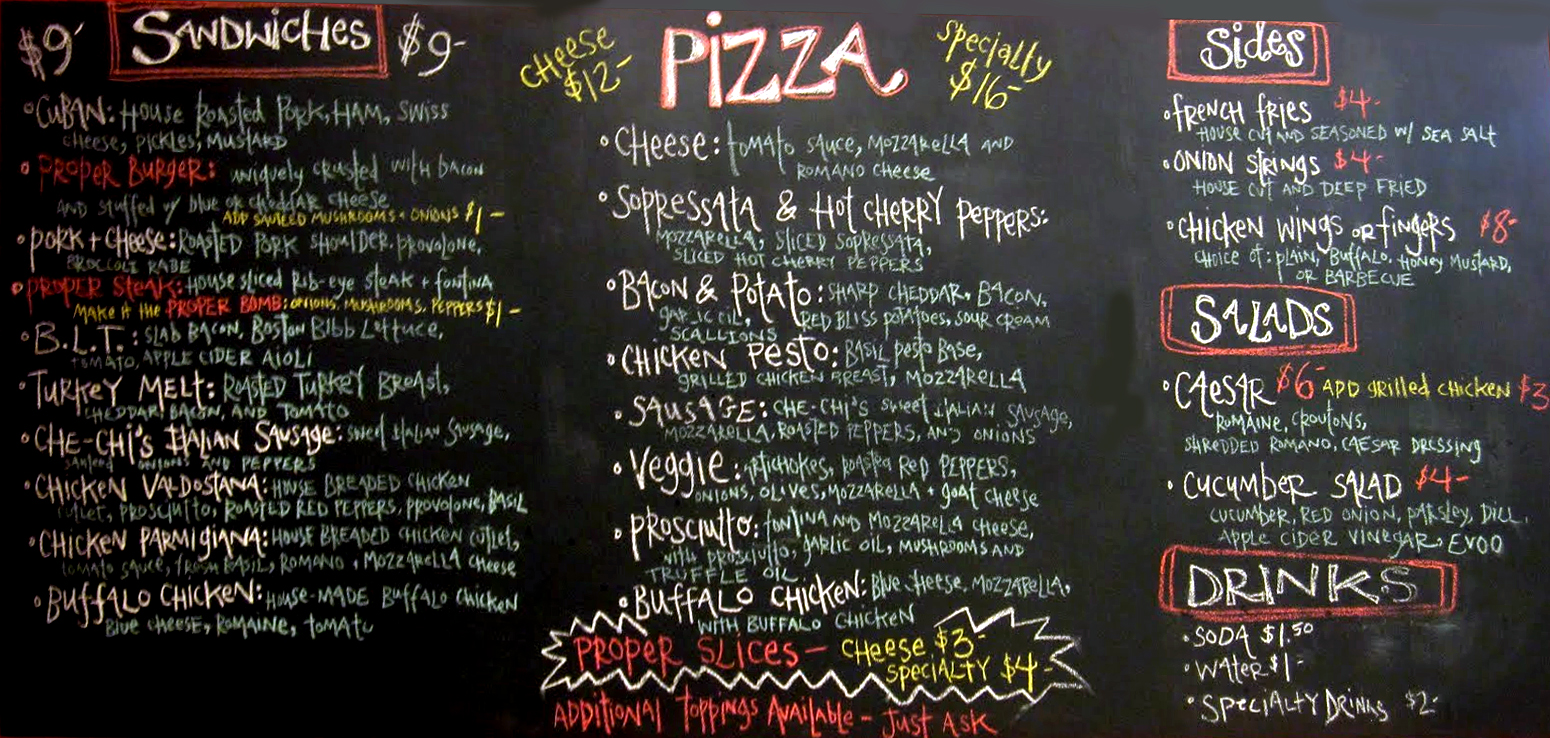 $9 SANDWICHES $9-
• CUBAN: HOUSE ROASTED PORK, HAM, SWISS
CHEESE, PICKLES, MUSTARD
• PROPER BURGER: UNIQUELY CRUSTED WITH BACON
AND STUFFED W/ BLUE OR CHEDDAR CHEESE
ADD SAUTEED MUSHROOMS + ONIONS $1-
• PORK + CHEESE: ROASTED PORK SHOULDER, PROVOLONE,
BROCCOLI RABE
• PROPER STEAK: HOUSE SLICED RIB-EYE STEAK + FONTINA
MAKE IT THE PROPER BOMB: ONIONS, MUSHROOMS, PEPPERS $1-
• B.L.T.: SLAB BACON, BOSTON BIBB LETTUCE,
TOMATO, APPLE CIDER AIOLI
• TURKEY MELT: ROASTED TURKEY BREAST,
CHEDDAR, BACON, AND TOMATO
• CHE-CHI'S ITALIAN SAUSAGE: SWEET ITALIAN SAUSAGE,
SAUTEED ONIONS AND PEPPERS
• CHICKEN VALDOSTANA: HOUSE BREADED CHICKEN
CUTLET, PROSCIUTTO, ROASTED RED PEPPERS, PROVOLONE, BASIL
• CHICKEN PARMIGIANA: HOUSE BREADED CHICKEN CUTLET,
TOMATO SAUCE, FRESH BASIL, ROMANO + MOZZARELLA CHEESE
• BUFFALO CHICKEN: HOUSE-MADE BUFFALO CHICKEN
BLUE CHEESE, ROMAINE, TOMATO
CHEESE $12- PIZZA SPECIALTY $16-
• CHEESE: TOMATO SAUCE, MOZZARELLA AND
ROMANO CHEESE
• SOPRESSATA & HOT CHERRY PEPPERS:
MOZZARELLA, SLICED SOPRESSATA,
SLICED HOT CHERRY PEPPERS
• BACON & POTATO: SHARP CHEDDAR, BACON,
GARLIC OIL, RED BLISS POTATOES, SOUR CREAM
SCALLIONS
• CHICKEN PESTO: BASIL PESTO BASE,
GRILLED CHICKEN BREAST, MOZZARELLA
• SAUSAGE: CHE-CHI'S SWEET ITALIAN SAUSAGE,
MOZZARELLA, ROASTED PEPPERS, AND ONIONS
• VEGGIE: ARTICHOKES, ROASTED RED PEPPERS,
ONIONS, OLIVES, MOZZARELLA + GOAT CHEESE
• PROSCIUTTO: FONTINA AND MOZZARELLA CHEESE,
WITH PROSCIUTTO, GARLIC OIL, MUSHROOMS AND
TRUFFLE OIL
• BUFFALO CHICKEN: BLUE CHEESE, MOZZARELLA,
WITH BUFFALO CHICKEN
PROPER SLICES - CHEESE $3-
SPECIALTY $4-
ADDITIONAL TOPPINGS AVAILABLE - JUST ASK
SIDES
• FRENCH FRIES $4-
HOUSE CUT AND SEASONED W/ SEA SALT
• ONION STRINGS $4-
HOUSE CUT AND DEEP FRIED
• CHICKEN WINGS OR FINGERS $8-
CHOICE OF: PLAIN, BUFFALO, HONEY MUSTARD,
OR BARBECUE
SALADS
• CAESAR $6- ADD GRILLED CHICKEN $3
ROMAINE, CROUTONS,
SHREDDED ROMANO, CAESAR DRESSING
• CUCUMBER SALAD $4-
CUCUMBER, RED ONION, PARSLEY, DILL,
APPLE CIDER VINEGAR, EVOO
DRINKS
• SODA $1.50
• WATER $1-
• SPECIALTY DRINKS $2-